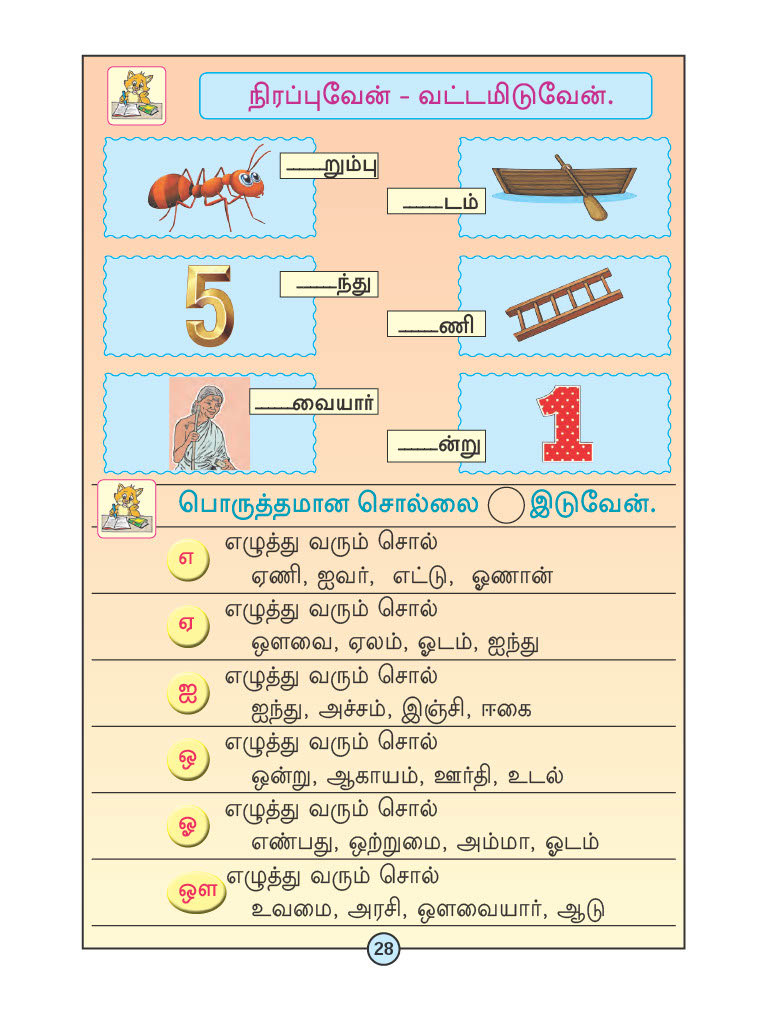 நிரப்புவேன் - வட்டமிடுவேன்.
____றும்பு
____டம்
5
____ந்து
____ணி
____வையார்
____ன்று
1
பொருத்தமான சொல்லை ◯ இடுவேன்.
எ எழுத்து வரும் சொல்
ஏணி, ஐவர், எட்டு, ஓணான்
ஏ எழுத்து வரும் சொல்
ஔவை, ஏலம், ஓடம், ஐந்து
ஐ எழுத்து வரும் சொல்
ஐந்து, அச்சம், இஞ்சி, ஈகை
ஒ எழுத்து வரும் சொல்
ஒன்று, ஆகாயம், ஊர்தி, உடல்
ஓ எழுத்து வரும் சொல்
எண்பது, ஒற்றுமை, அம்மா, ஓடம்
ஔ எழுத்து வரும் சொல்
உவமை, அரசி, ஔவையார், ஆடு
28